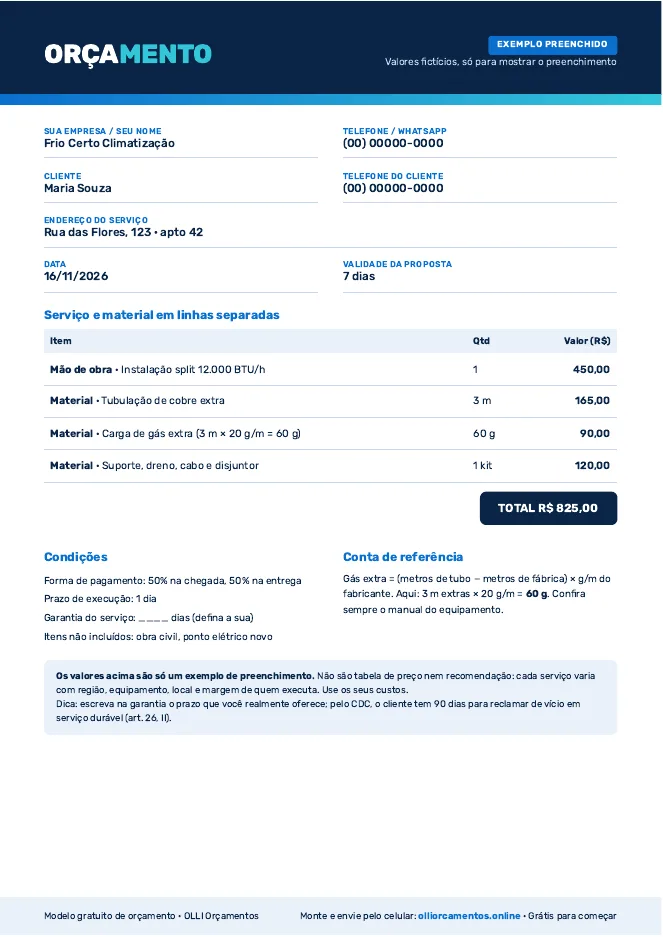 ORÇAMENTO
EXEMPLO PREENCHIDO
Valores fictícios, só para mostrar o preenchimento
SUA EMPRESA / SEU NOME
Frio Certo Climatização
TELEFONE / WHATSAPP
(00) 00000-0000
CLIENTE
Maria Souza
TELEFONE DO CLIENTE
(00) 00000-0000
ENDEREÇO DO SERVIÇO
Rua das Flores, 123 • apto 42
DATA
16/11/2026
VALIDADE DA PROPOSTA
7 dias
Serviço e material em linhas separadas
Item Qtd Valor (R$)
Mão de obra • Instalação split 12.000 BTU/h 1 450,00
Material • Tubulação de cobre extra 3 m 165,00
Material • Carga de gás extra (3 m × 20 g/m = 60 g) 60 g 90,00
Material • Suporte, dreno, cabo e disjuntor 1 kit 120,00
TOTAL R$ 825,00
Condições
Forma de pagamento: 50% na chegada, 50% na entrega
Prazo de execução: 1 dia
Garantia do serviço: ____ dias (defina a sua)
Itens não incluídos: obra civil, ponto elétrico novo
Conta de referência
Gás extra = (metros de tubo − metros de fábrica) × g/m do
fabricante. Aqui: 3 m extras × 20 g/m = 60 g. Confira
sempre o manual do equipamento.
Os valores acima são só um exemplo de preenchimento. Não são tabela de preço nem recomendação: cada serviço varia
com região, equipamento, local e margem de quem executa. Use os seus custos.
Dica: escreva na garantia o prazo que você realmente oferece; pelo CDC, o cliente tem 90 dias para reclamar de vício em
serviço durável (art. 26, II).
Modelo gratuito de orçamento • OLLI Orçamentos
Monte e envie pelo celular: olliorcamentos.online • Grátis para começar